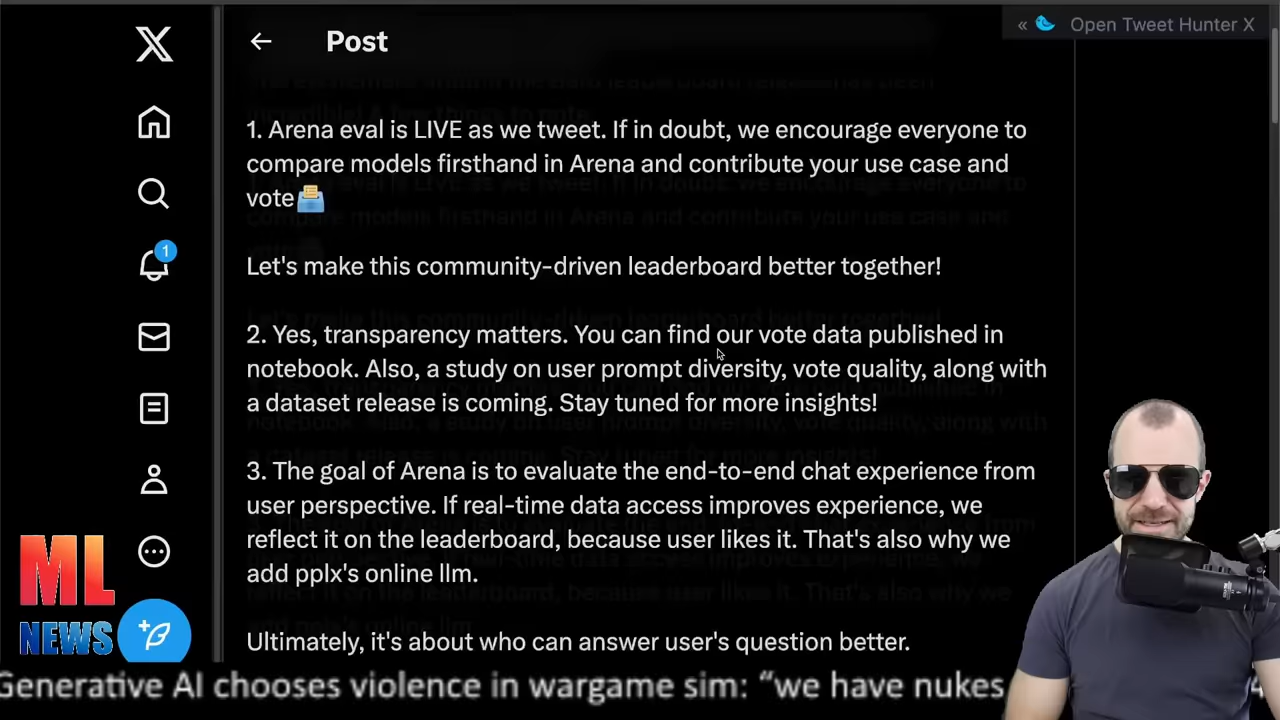 Post
« Open Tweet Hunter X
1. Arena eval is LIVE as we tweet. If in doubt, we encourage everyone to
compare models firsthand in Arena and contribute your use case and
vote🗳️
1
Let's make this community-driven leaderboard better together!
2. Yes, transparency matters. You can find our vote data published in
notebook. Also, a study on user prompt diversity, vote quality, along with
a dataset release is coming. Stay tuned for more insights!
3. The goal of Arena is to evaluate the end-to-end chat experience from
user perspective. If real-time data access improves experience, we
reflect it on the leaderboard, because user likes it. That's also why we
add pplx's online llm.
Ultimately, it's about who can answer user's question better.
ML
NEWS
Generative AI chooses violence in wargame sim: “we have nukes